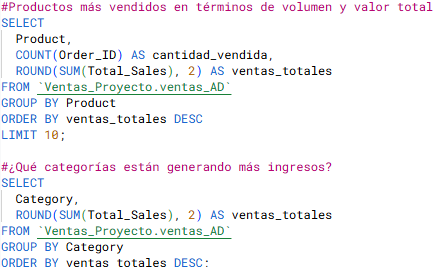 #Productos más vendidos en términos de volumen y valor total
SELECT
Product,
COUNT(Order_ID) AS cantidad_vendida,
ROUND(SUM(Total_Sales), 2) AS ventas_totales
FROM `Ventas_Proyecto.ventas_AD`
GROUP BY Product
ORDER BY ventas_totales DESC
LIMIT 10;
#¿Qué categorías están generando más ingresos?
SELECT
Category,
ROUND(SUM(Total_Sales), 2) AS ventas_totales
FROM `Ventas_Proyecto.ventas_AD`
GROUP BY Category
ORDER BY ventas_totales DESC;